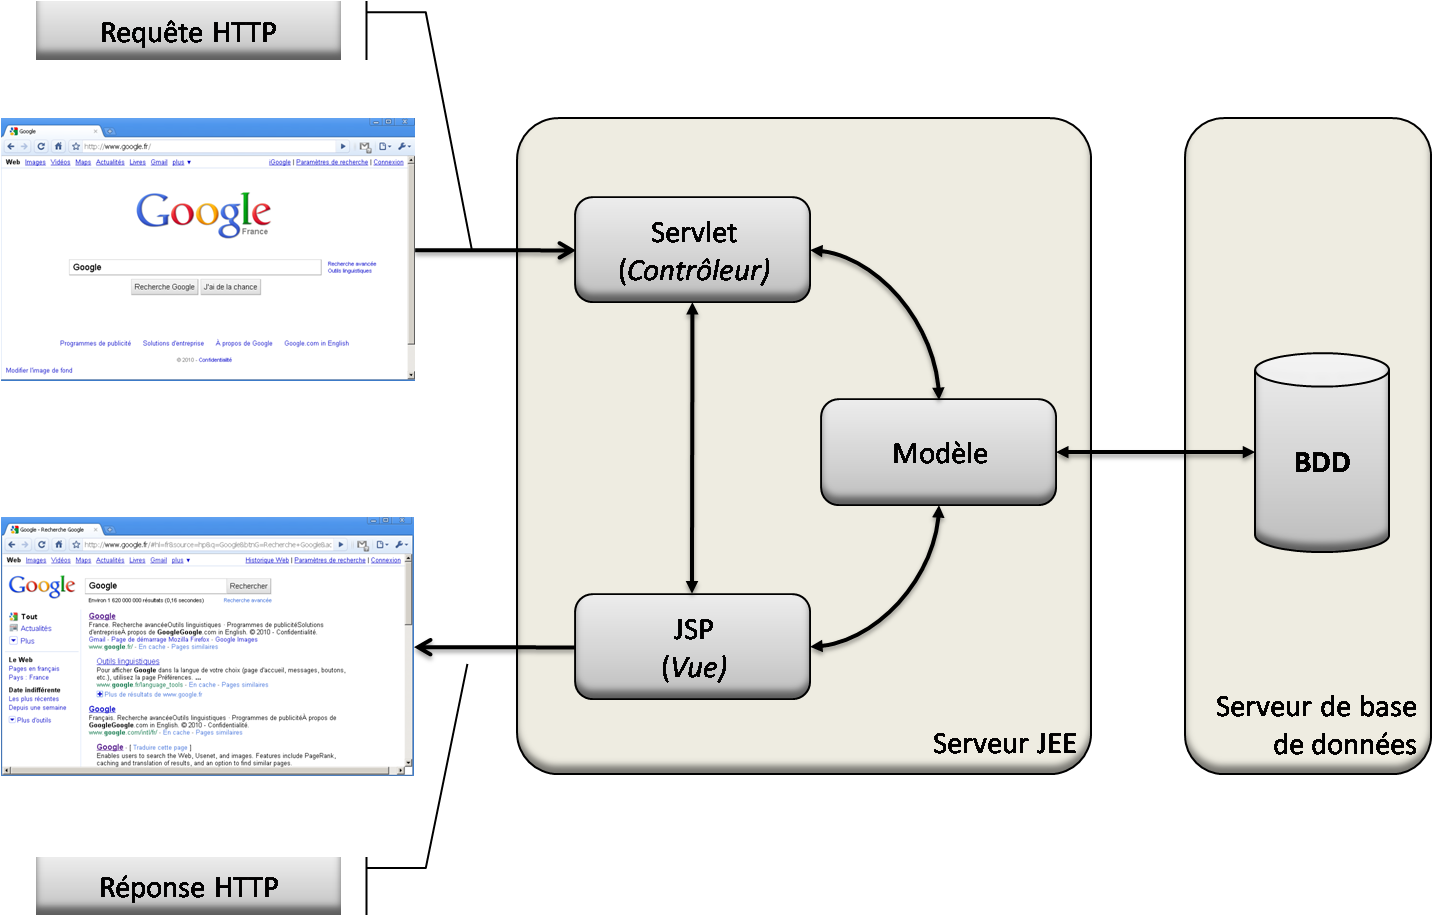 Requête HTTP
Google
http://www.google.fr/
Web Images Vidéos Maps Actualités Livres Gmail plus ▼
iGoogle | Paramètres de recherche | Connexion
Google
France
Google
Recherche avancée
Outils linguistiques
Recherche Google
J'ai de la chance
Programmes de publicité Solutions d'entreprise À propos de Google Google.com in English
© 2010 - Confidentialité
Modifier l'image de fond
Servlet
(Contrôleur)
Modèle
BDD
JSP
(Vue)
Serveur JEE
Serveur de base
de données
Google - Recherche Google
http://www.google.fr/#hl=fr&source=hp&q=Google&btnG=Recherche+Google&ac
Web Images Vidéos Maps Actualités Livres Gmail plus ▼
Historique Web | Paramètres de recherche | Connexion
Google
Google
Rechercher
Environ 1 620 000 000 résultats (0,16 secondes)
Recherche avancée
Tout
Actualités
Plus
Le Web
Pages en français
Pays : France
Date indifférente
Les plus récentes
Depuis une semaine
Plus d'outils
Google
France. Recherche avancéeOutils linguistiques · Programmes de publicitéSolutions
d'entrepriseÀ propos de GoogleGoogle.com in English. © 2010 - Confidentialité.
Gmail - Page de démarrage Mozilla Firefox - Google Images
www.google.fr/ - En cache - Pages similaires
Outils linguistiques
Pour afficher Google dans la langue de votre choix (page d'accueil, messages, boutons,
etc.), utilisez la page Préférences. ...
www.google.fr/language_tools - En cache - Pages similaires
Plus de résultats de www.google.fr
Google
Français. Recherche avancéeOutils linguistiques · Programmes de publicitéÀ propos de
GoogleGoogle.com in English. © 2010 - Confidentialité.
www.google.com/intl/fr/ - En cache - Pages similaires
Google - [ Traduire cette page ]
Enables users to search the Web, Usenet, and images. Features include PageRank,
caching and translation of results, and an option to find similar pages.
Réponse HTTP